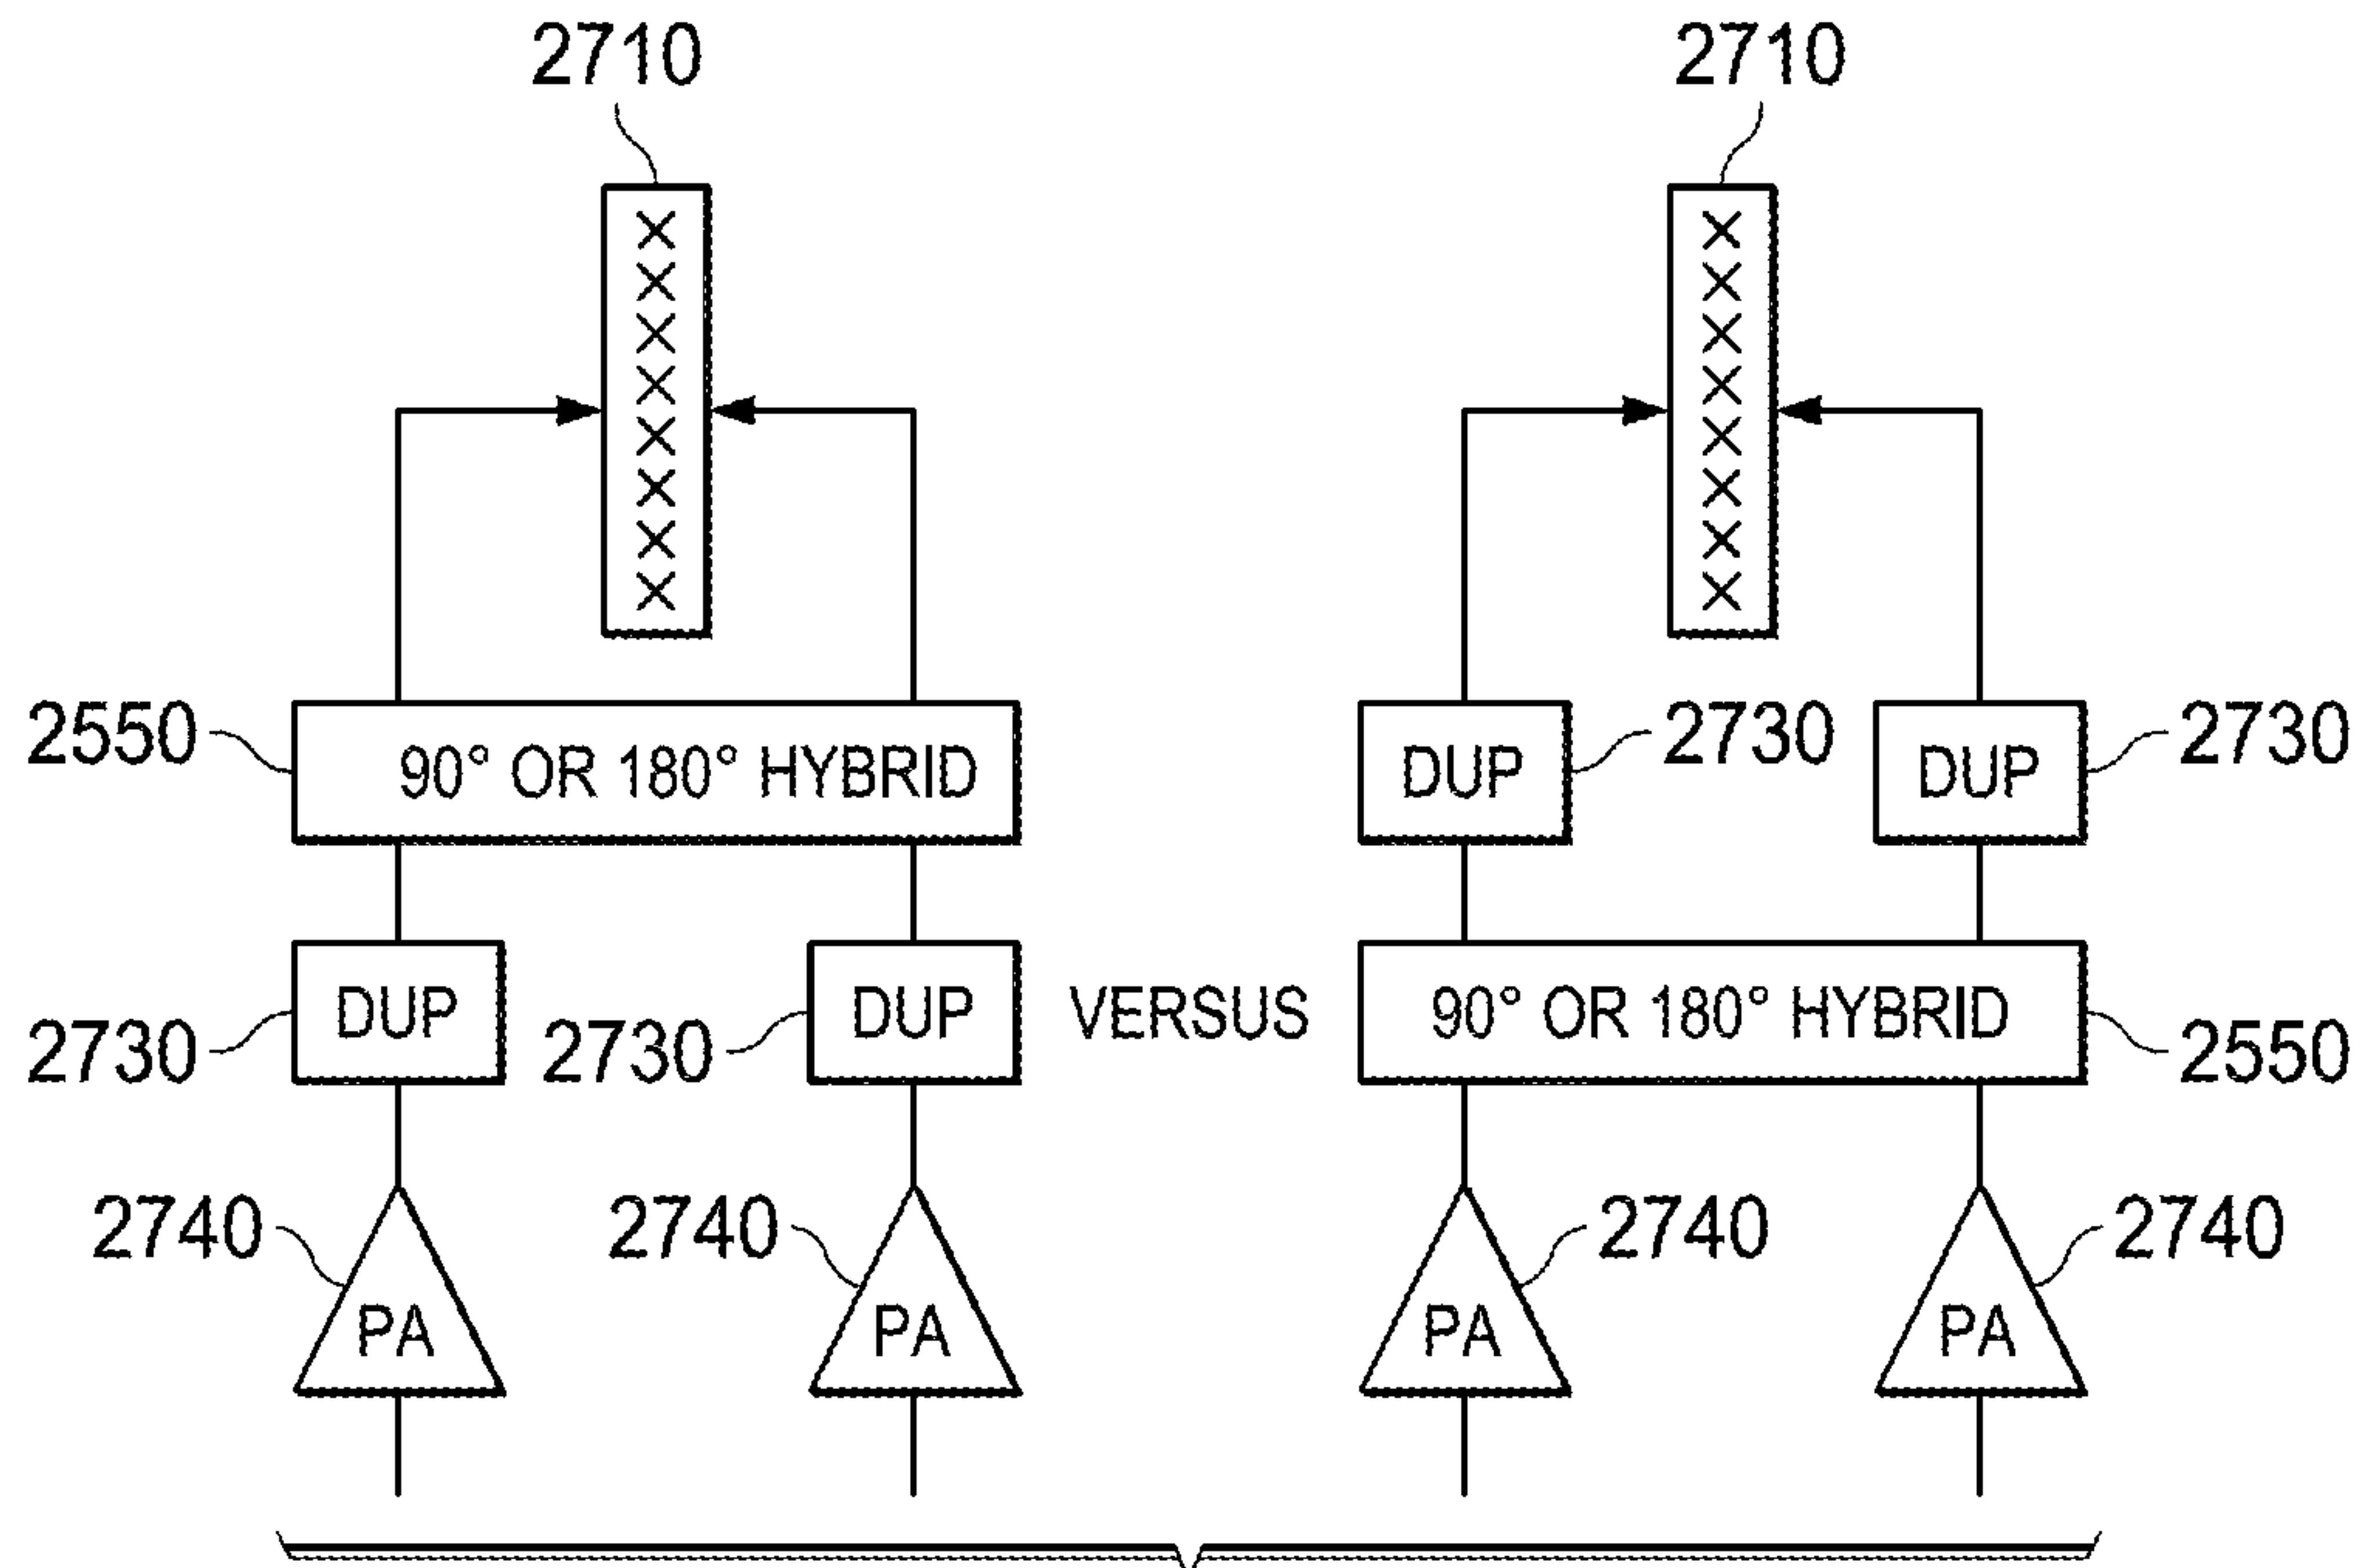 2710 2710
X X
X X
X X
X X
X X
X X
X X
X X
2550 90° OR 180° HYBRID DUP 2730 DUP 2730
2730 DUP 2730 DUP VERSUS 90° OR 180° HYBRID 2550
2740 2740 2740 2740
PA PA PA PA